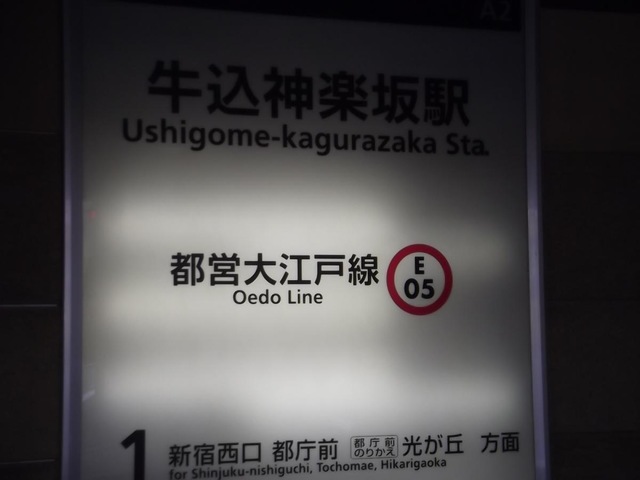 A2
牛込神楽坂駅
Ushigome-kagurazaka Sta.
都営大江戸線
Oedo Line
E
05
1 新宿西口 都庁前 都庁前のりかえ 光が丘 方面
for Shinjuku-nishiguchi, Tochomae, Hikarigaoka